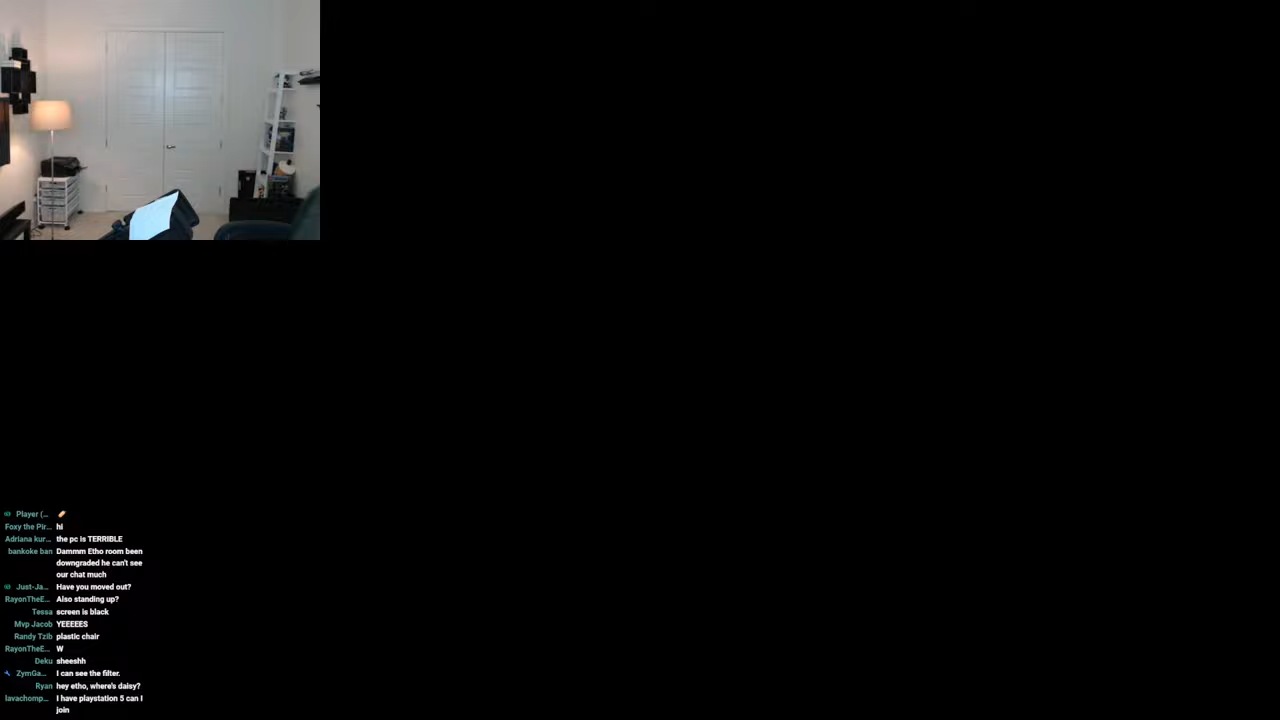 Player (…
Foxy the Pir… hi
Adriana kur… the pc is TERRIBLE
bankoke ban Dammm Etho room been
downgraded he can't see
our chat much
Just-Ja… Have you moved out?
RayonTheE… Also standing up?
Tessa screen is black
Mvp Jacob YEEEEES
Randy Tzib plastic chair
RayonTheE… W
Deku sheeshh
ZymGa… I can see the filter.
Ryan hey etho, where's daisy?
lavachomp… I have playstation 5 can I
join